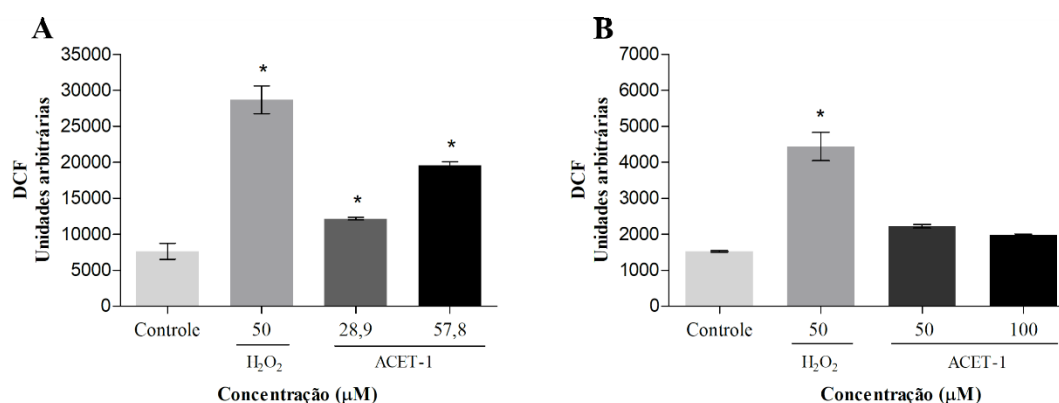 A
DCF
Unidades arbitrárias
35000
30000
25000
20000
15000
10000
5000
0
*
*
*
Controle 50 28,9 57,8
H₂O₂ ACET-1
Concentração (µM)
B
DCF
Unidades arbitrárias
7000
6000
5000
4000
3000
2000
1000
0
*
Controle 50 50 100
H₂O₂ ACET-1
Concentração (µM)